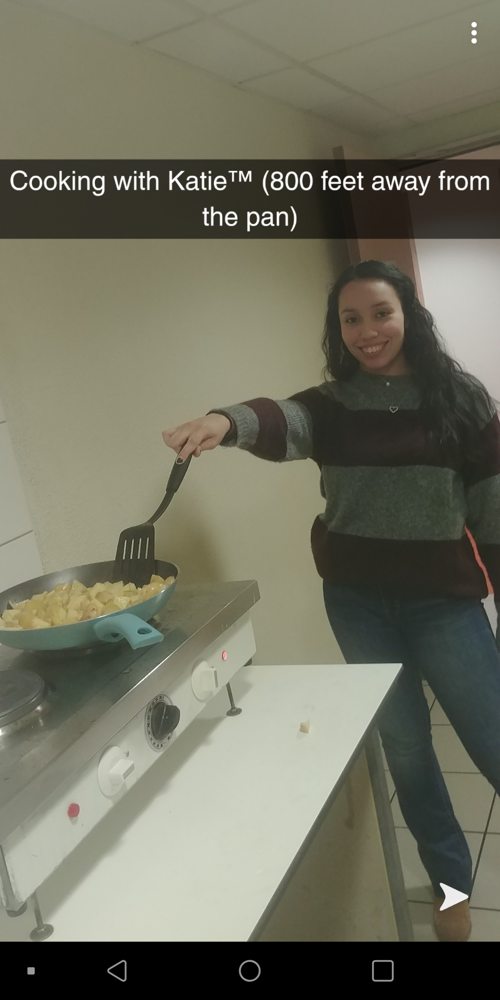 Cooking with Katie™ (800 feet away from
the pan)